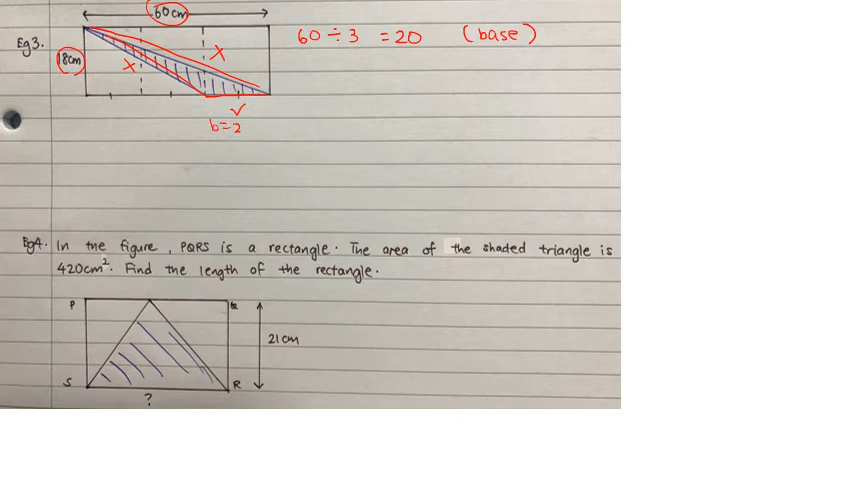 60cm
60 ÷ 3 = 20 (base)
Eg3.
18cm
b=2
Eg4. In the figure, PQRS is a rectangle. The area of the shaded triangle is
420cm². Find the length of the rectangle.
P
21cm
S
R
?